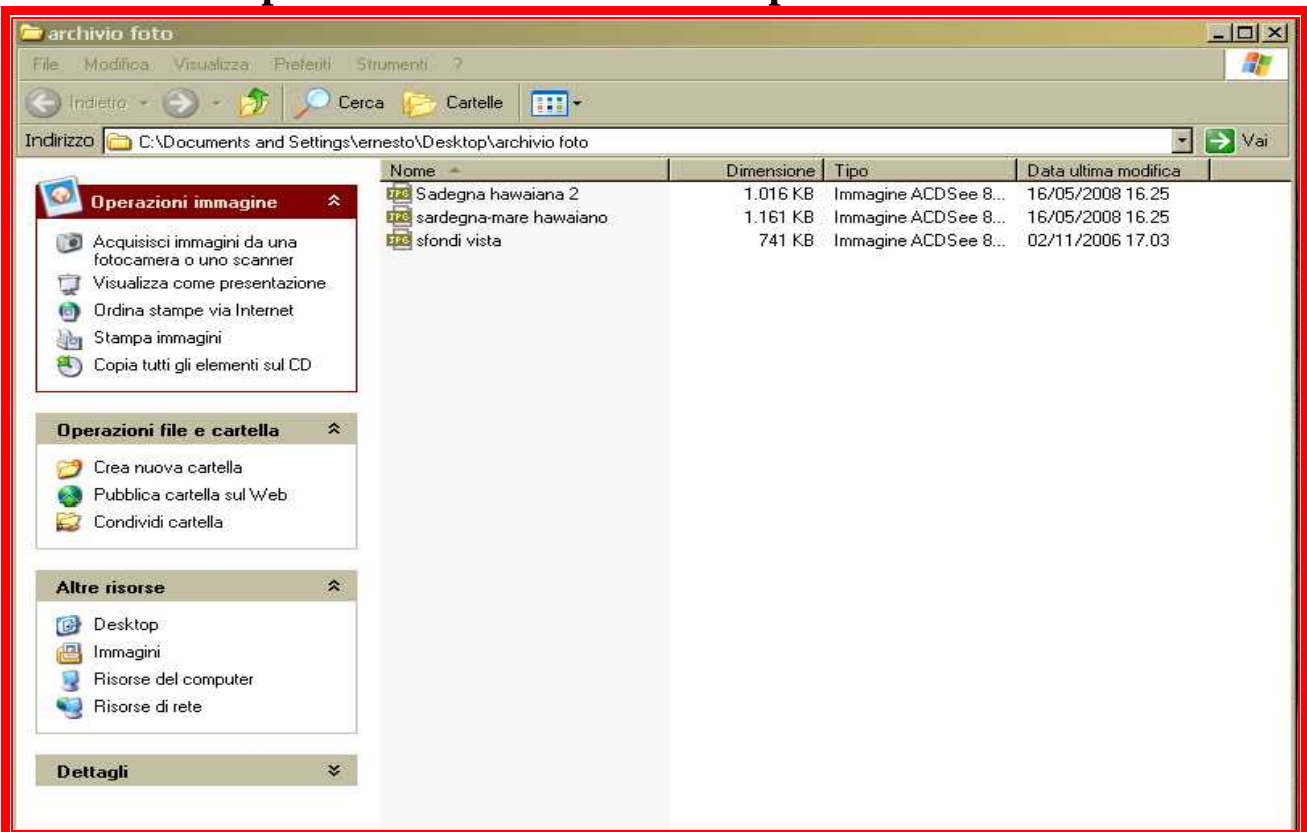 archivio foto
File Modifica Visualizza Preferiti Strumenti ?
Indietro Cerca Cartelle
Indirizzo C:\Documents and Settings\ernesto\Desktop\archivio foto Vai
Nome Dimensione Tipo Data ultima modifica
Sadegna hawaiana 2 1.016 KB Immagine ACDSee 8... 16/05/2008 16.25
sardegna-mare hawaiano 1.161 KB Immagine ACDSee 8... 16/05/2008 16.25
sfondi vista 741 KB Immagine ACDSee 8... 02/11/2006 17.03
Operazioni immagine
Acquisisci immagini da una
fotocamera o uno scanner
Visualizza come presentazione
Ordina stampe via Internet
Stampa immagini
Copia tutti gli elementi sul CD
Operazioni file e cartella
Crea nuova cartella
Pubblica cartella sul Web
Condividi cartella
Altre risorse
Desktop
Immagini
Risorse del computer
Risorse di rete
Dettagli